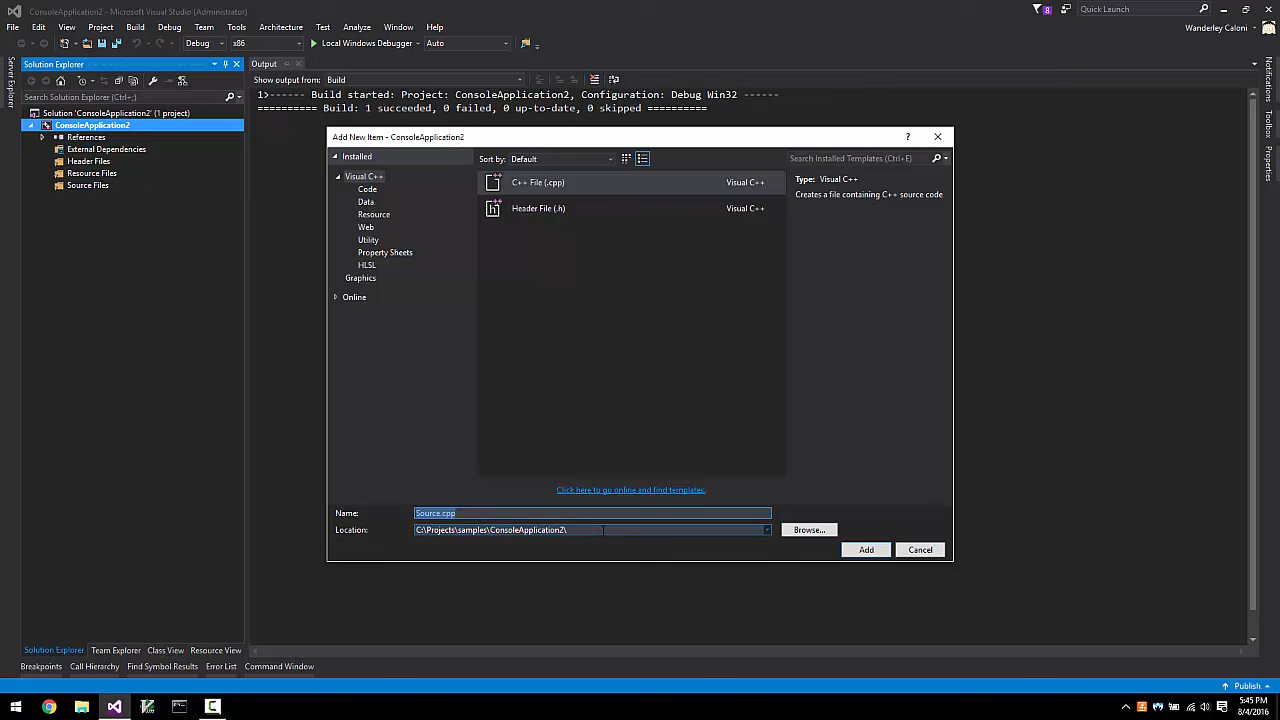 ConsoleApplication2 - Microsoft Visual Studio (Administrator)
8
Quick Launch (Ctrl+Q)
File Edit View Project Build Debug Team Tools Architecture Test Analyze Window Help
Wanderley Caloni
Debug x86 Local Windows Debugger Auto
Server Explorer
Solution Explorer
Search Solution Explorer (Ctrl+;)
Solution 'ConsoleApplication2' (1 project)
ConsoleApplication2
References
External Dependencies
Header Files
Resource Files
Source Files
Output
Show output from: Build
1>------ Build started: Project: ConsoleApplication2, Configuration: Debug Win32 ------
========== Build: 1 succeeded, 0 failed, 0 up-to-date, 0 skipped ==========
Add New Item - ConsoleApplication2
?
Installed
Visual C++
Code
Data
Resource
Web
Utility
Property Sheets
HLSL
Graphics
Online
Sort by: Default
C++ File (.cpp) Visual C++
Header File (.h) Visual C++
Search Installed Templates (Ctrl+E)
Type: Visual C++
Creates a file containing C++ source code
Click here to go online and find templates.
Name: Source.cpp
Location: C:\Projects\samples\ConsoleApplication2\
Browse...
Add Cancel
Notifications
Toolbox
Properties
Solution Explorer Team Explorer Class View Resource View
Breakpoints Call Hierarchy Find Symbol Results Error List Command Window
Publish
5:45 PM
8/4/2016